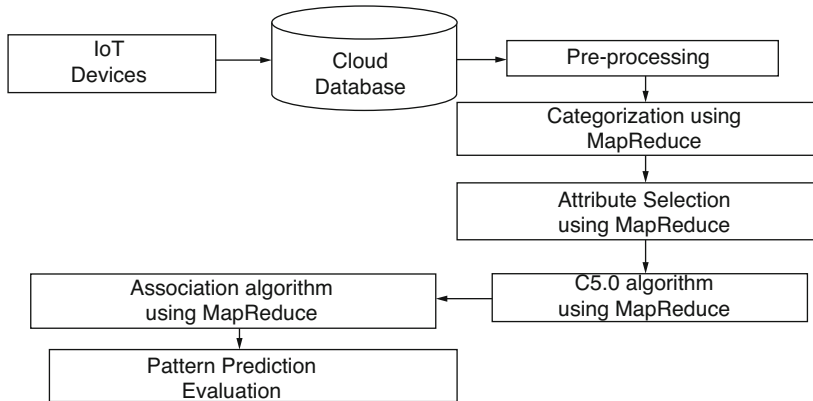 IoT
Devices
Cloud
Database
Pre-processing
Categorization using
MapReduce
Attribute Selection
using MapReduce
C5.0 algorithm
using MapReduce
Association algorithm
using MapReduce
Pattern Prediction
Evaluation